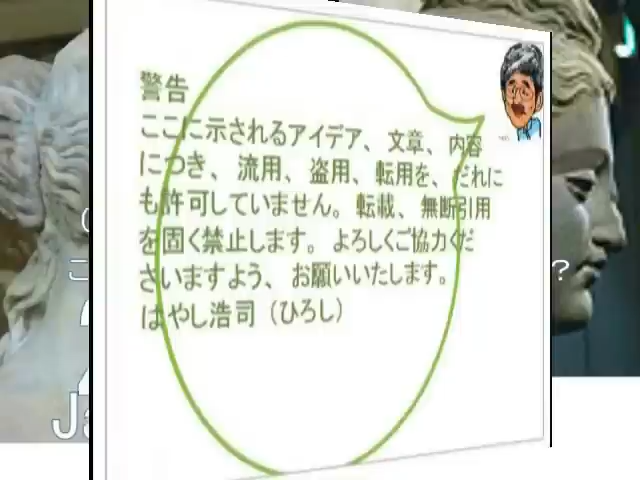 警告
ここに示されるアイデア、文章、内容
につき、流用、盗用、転用を、だれに
も許可していません。転載、無断引用
を固く禁止します。よろしくご協力くだ
さいますよう、お願いいたします。
はやし浩司（ひろし）
こ
？
Ja